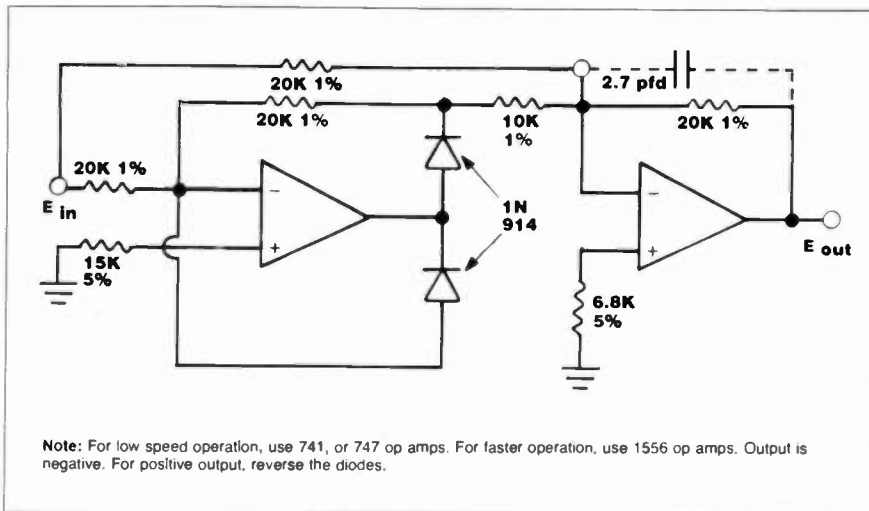 20K 1%
2.7 pfd
20K 1%
10K
1%
20K 1%
20K 1%
E in
−
+
1N
914
−
+
E out
15K
5%
6.8K
5%
Note: For low speed operation, use 741, or 747 op amps. For faster operation, use 1556 op amps. Output is
negative. For positive output, reverse the diodes.